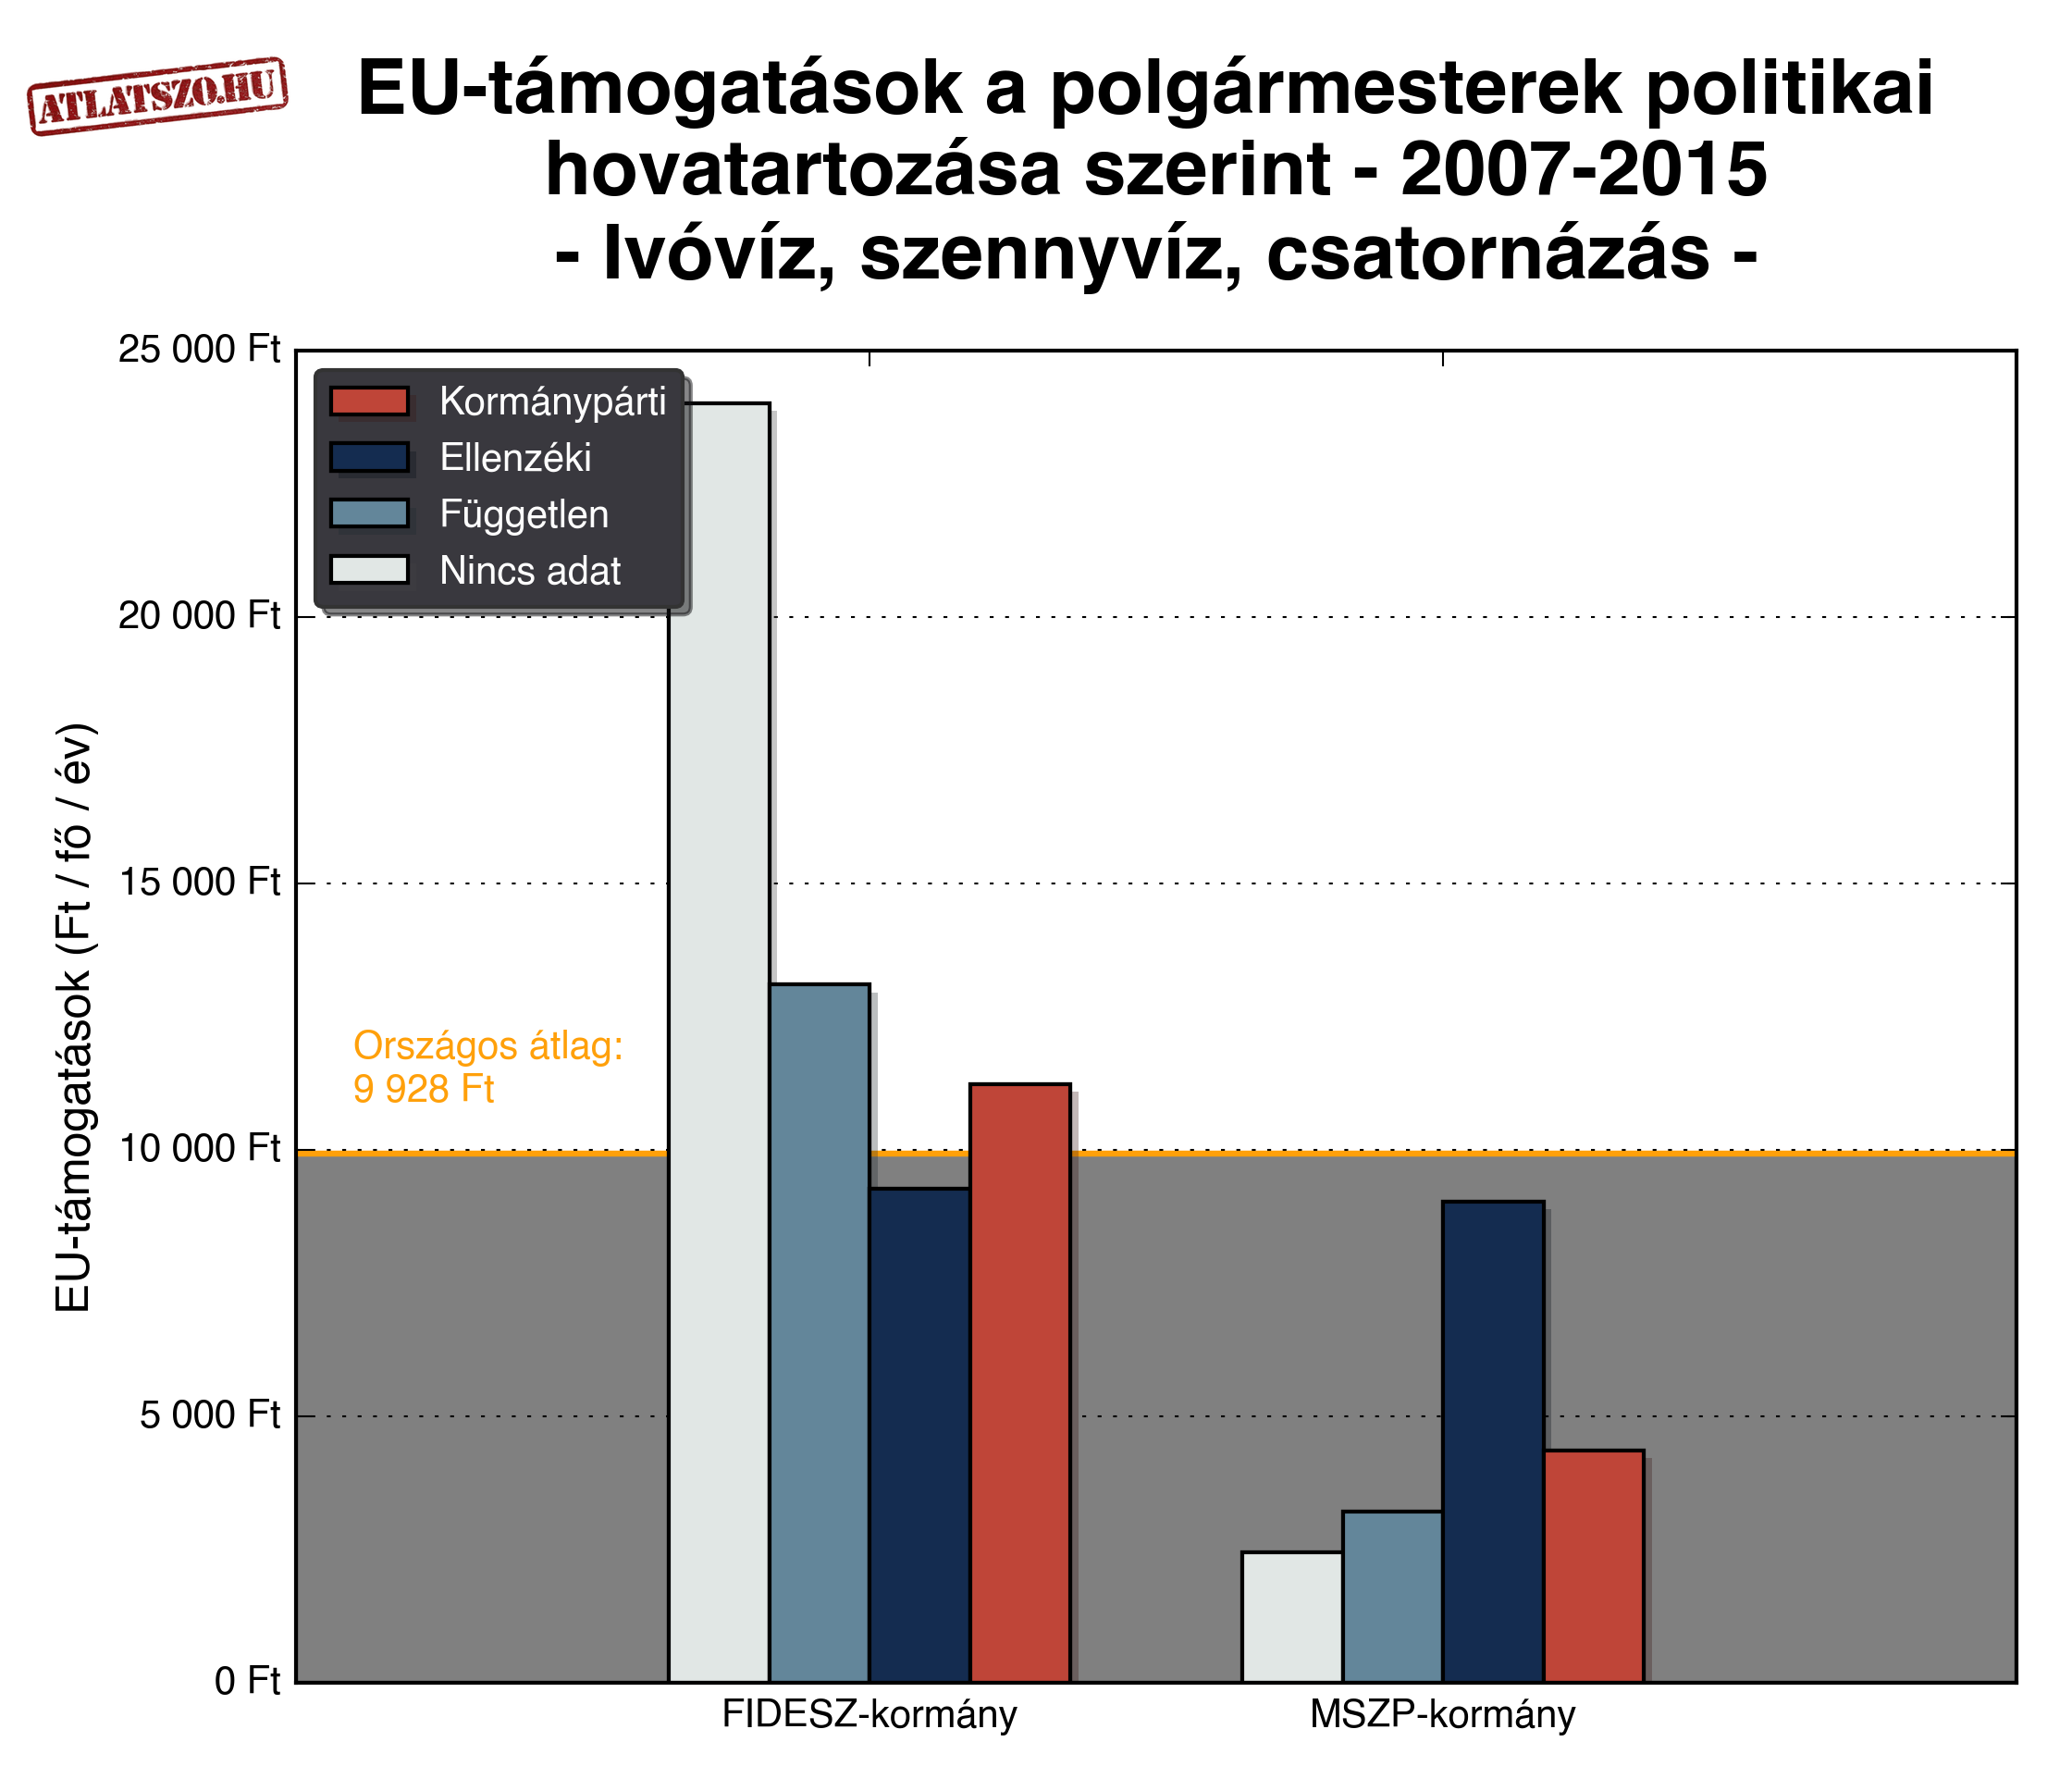 ATLATSZO.HU
EU-támogatások a polgármesterek politikai
hovatartozása szerint - 2007-2015
- Ivóvíz, szennyvíz, csatornázás -
25 000 Ft
20 000 Ft
15 000 Ft
10 000 Ft
5 000 Ft
0 Ft
EU-támogatások (Ft / fő / év)
Kormánypárti
Ellenzéki
Független
Nincs adat
Országos átlag:
9 928 Ft
FIDESZ-kormány
MSZP-kormány